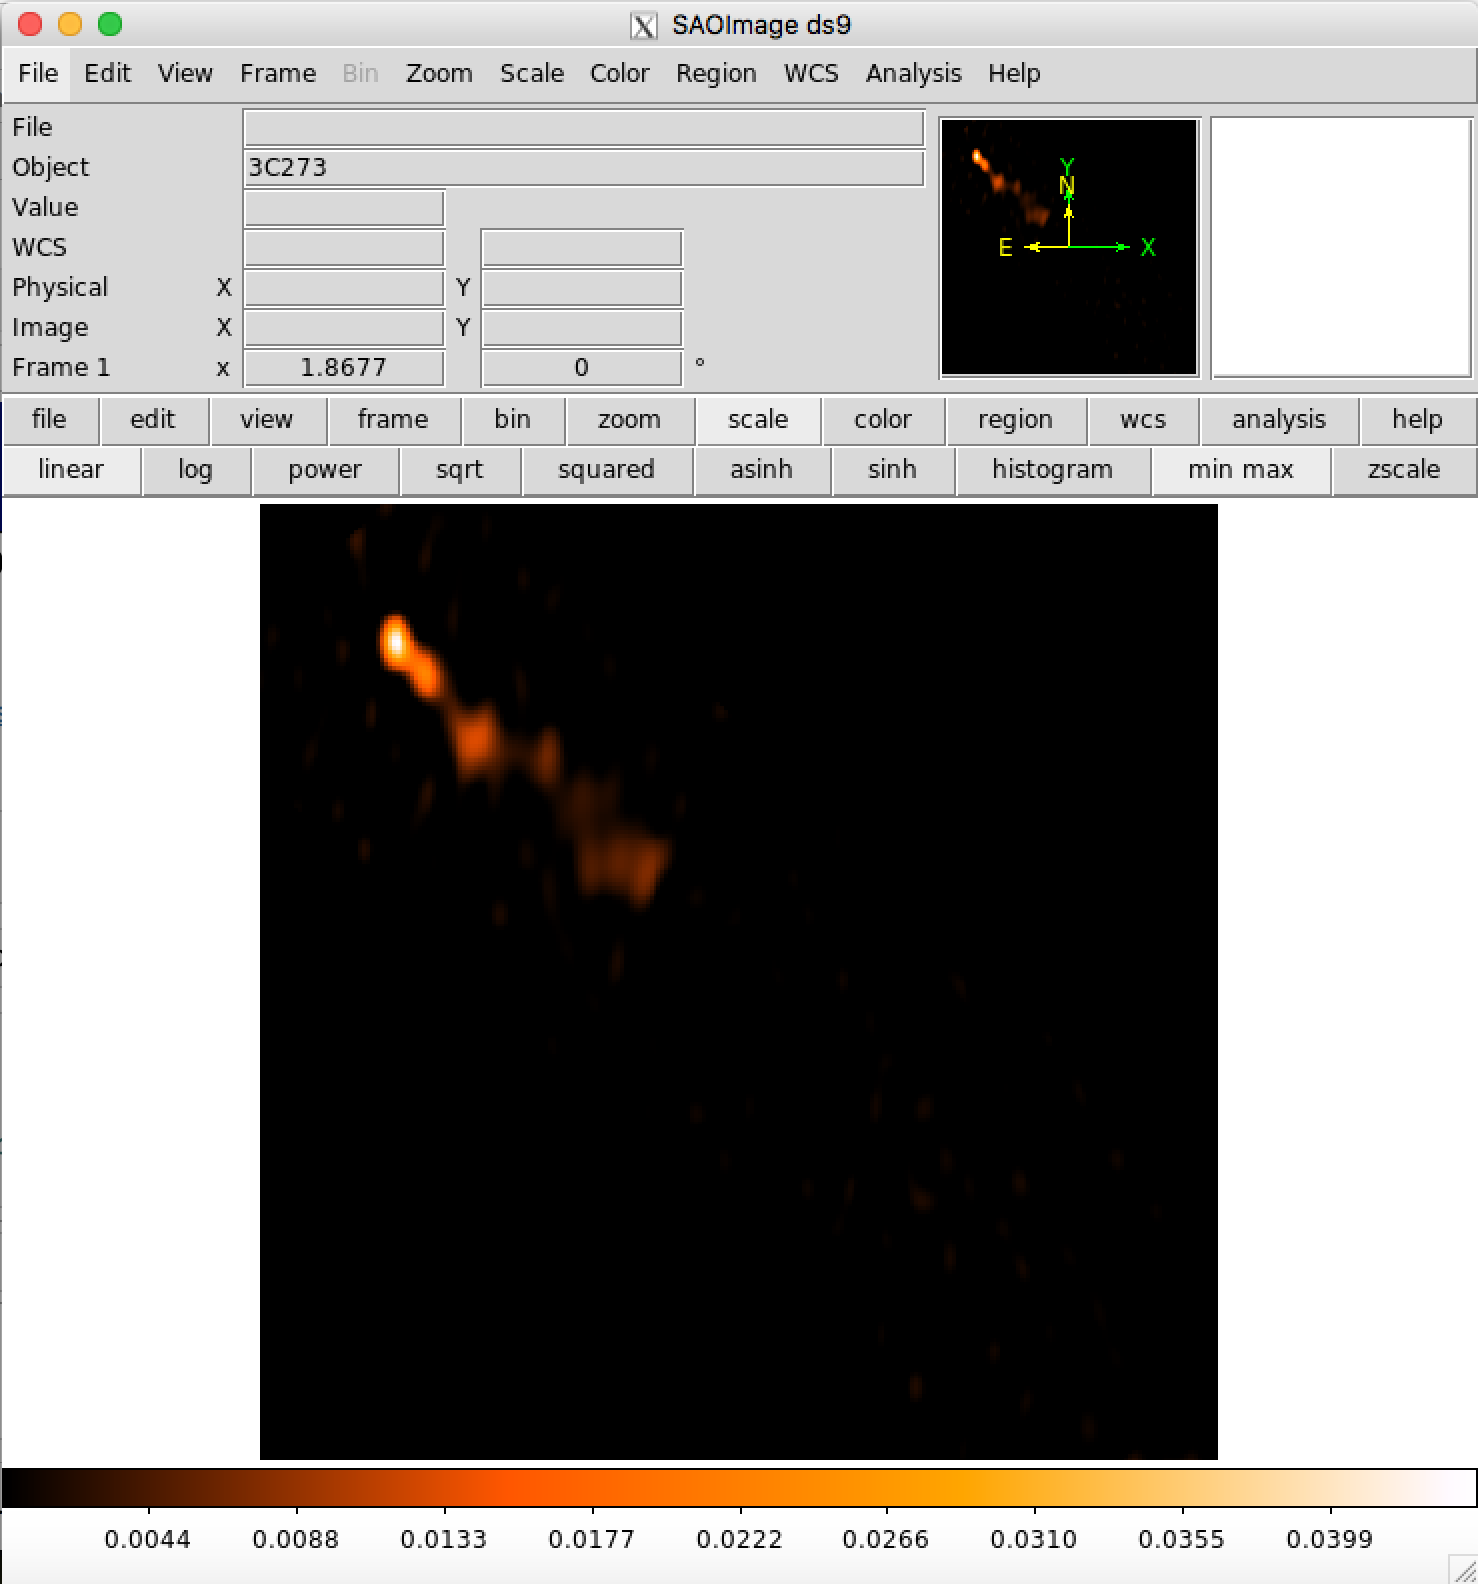 SAOImage ds9
File Edit View Frame Bin Zoom Scale Color Region WCS Analysis Help
File
Object 3C273
Value
WCS
Physical X Y
Image X Y
Frame 1 x 1.8677 0 °
Y
N
E X
file edit view frame bin zoom scale color region wcs analysis help
linear log power sqrt squared asinh sinh histogram min max zscale
0.0044 0.0088 0.0133 0.0177 0.0222 0.0266 0.0310 0.0355 0.0399